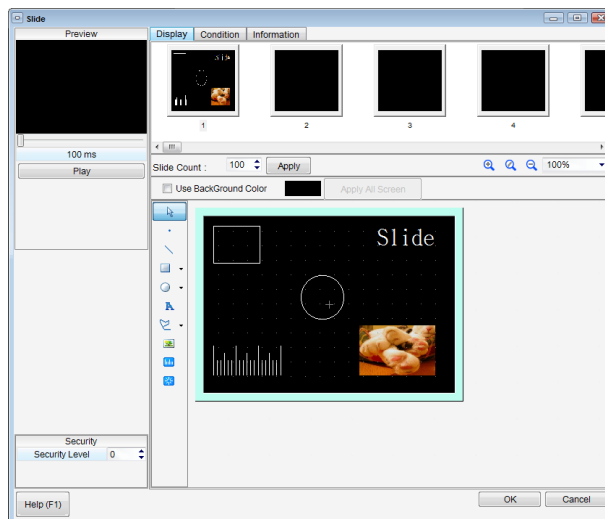 Slide
Preview
100 ms
Play
Security
Security Level 0
Help (F1)
Display Condition Information
Slide
1 2 3 4
Slide Count : 100 Apply 100%
Use BackGround Color Apply All Screen
A
Slide
OK Cancel